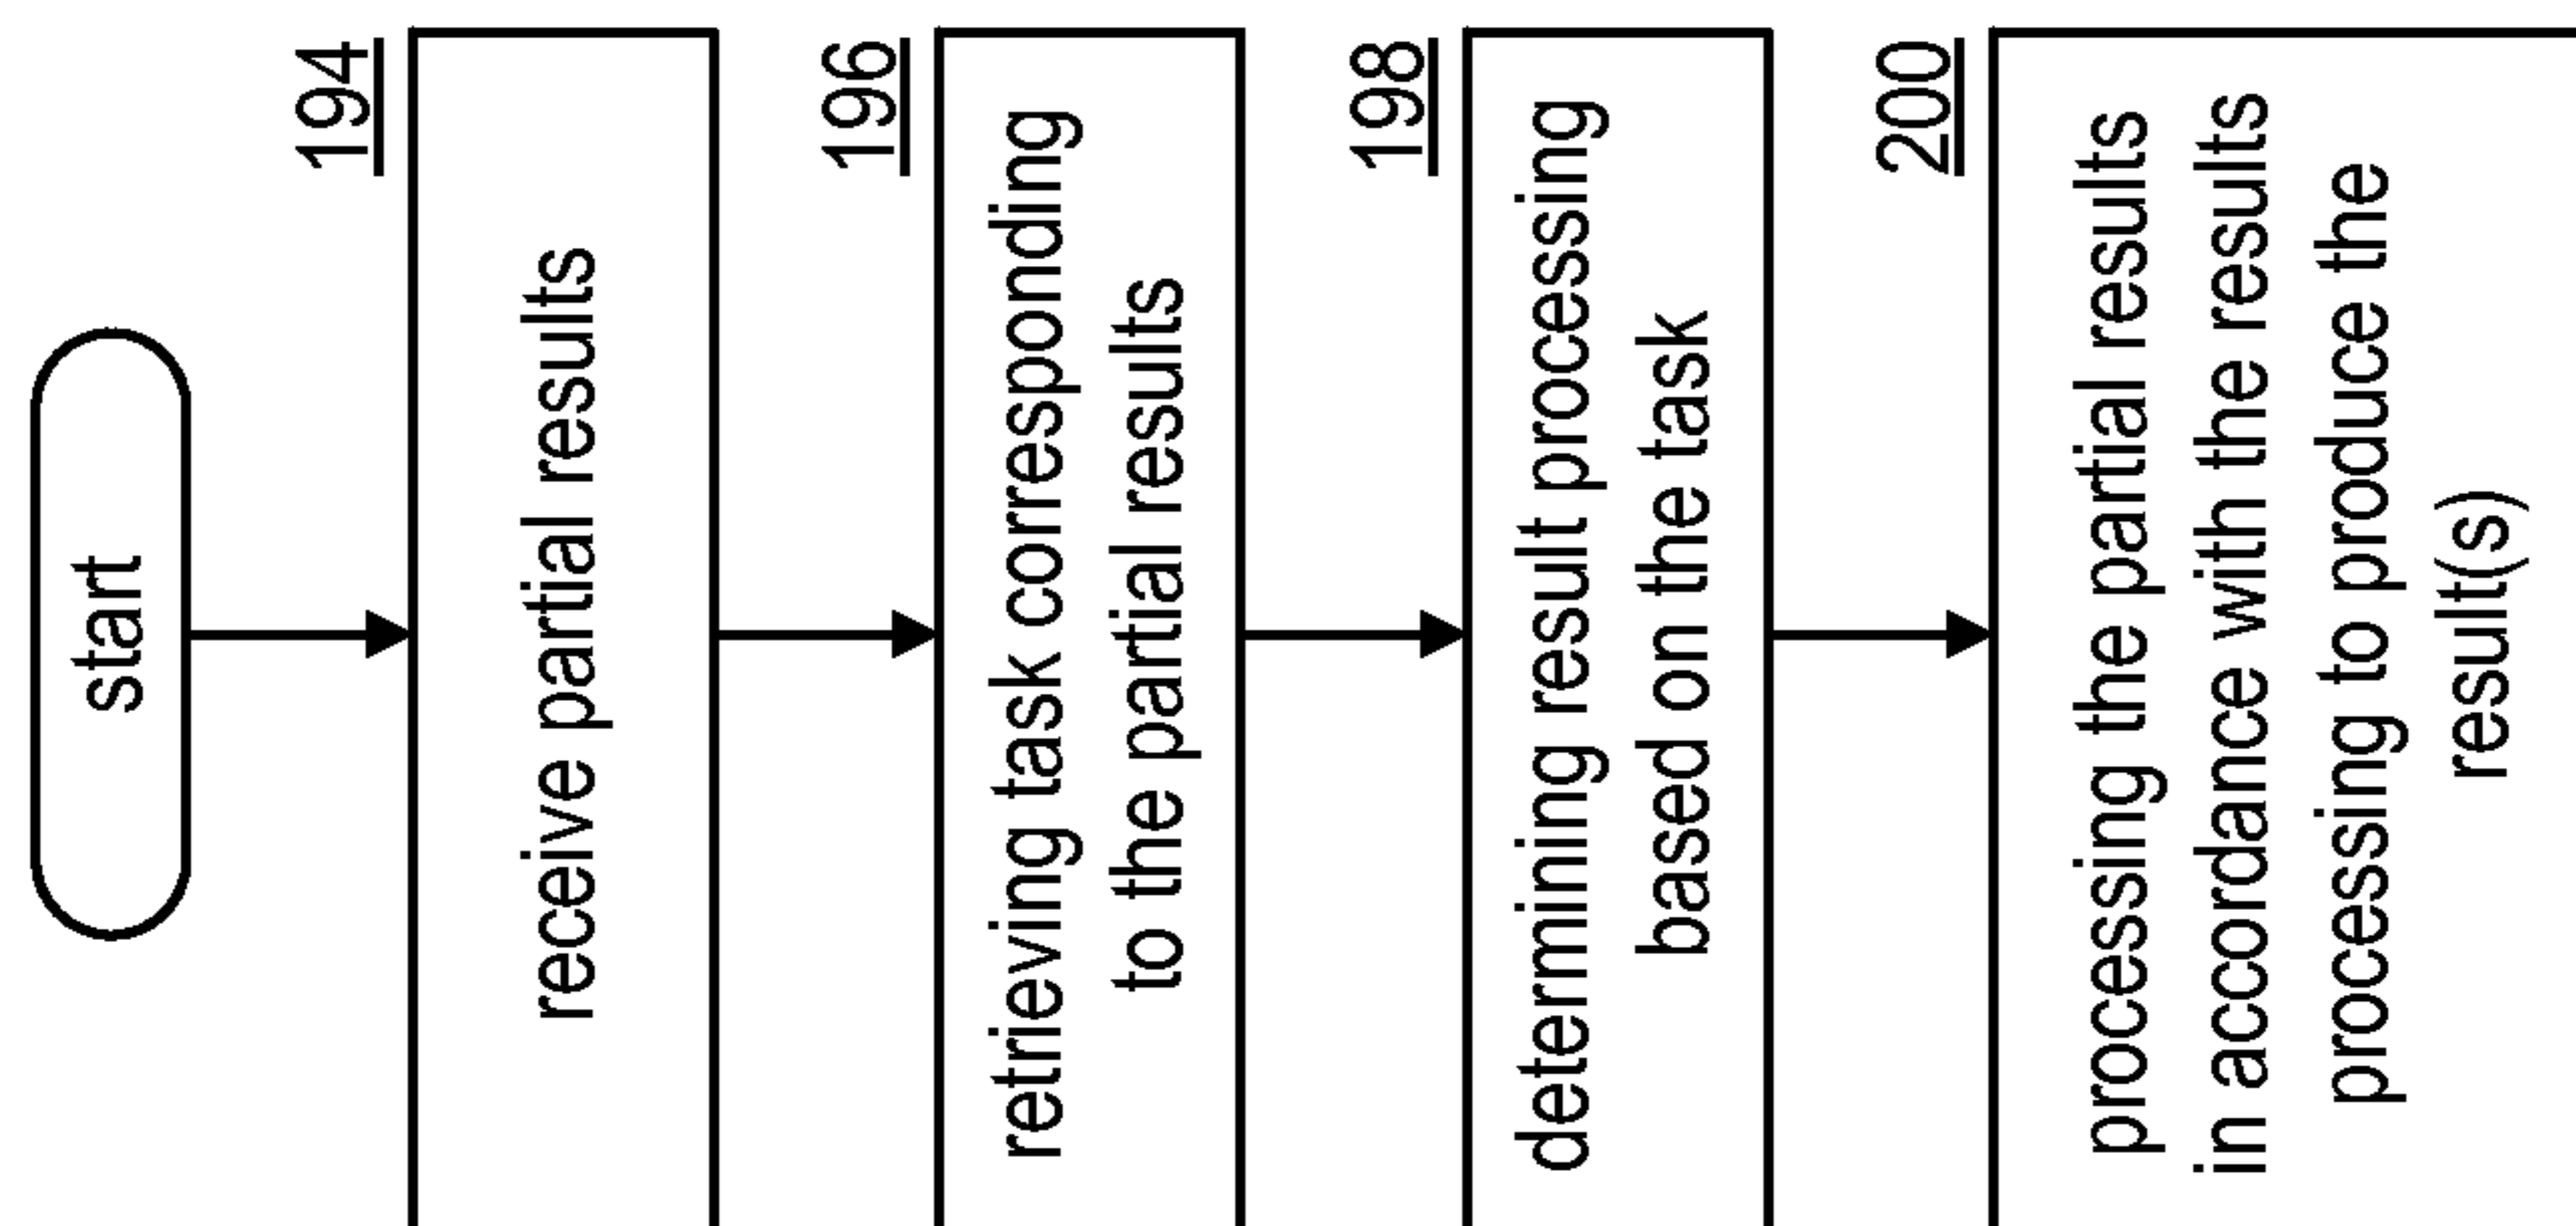 start
194
receive partial results
196
retrieving task corresponding
to the partial results
198
determining result processing
based on the task
200
processing the partial results
in accordance with the results
processing to produce the
result(s)